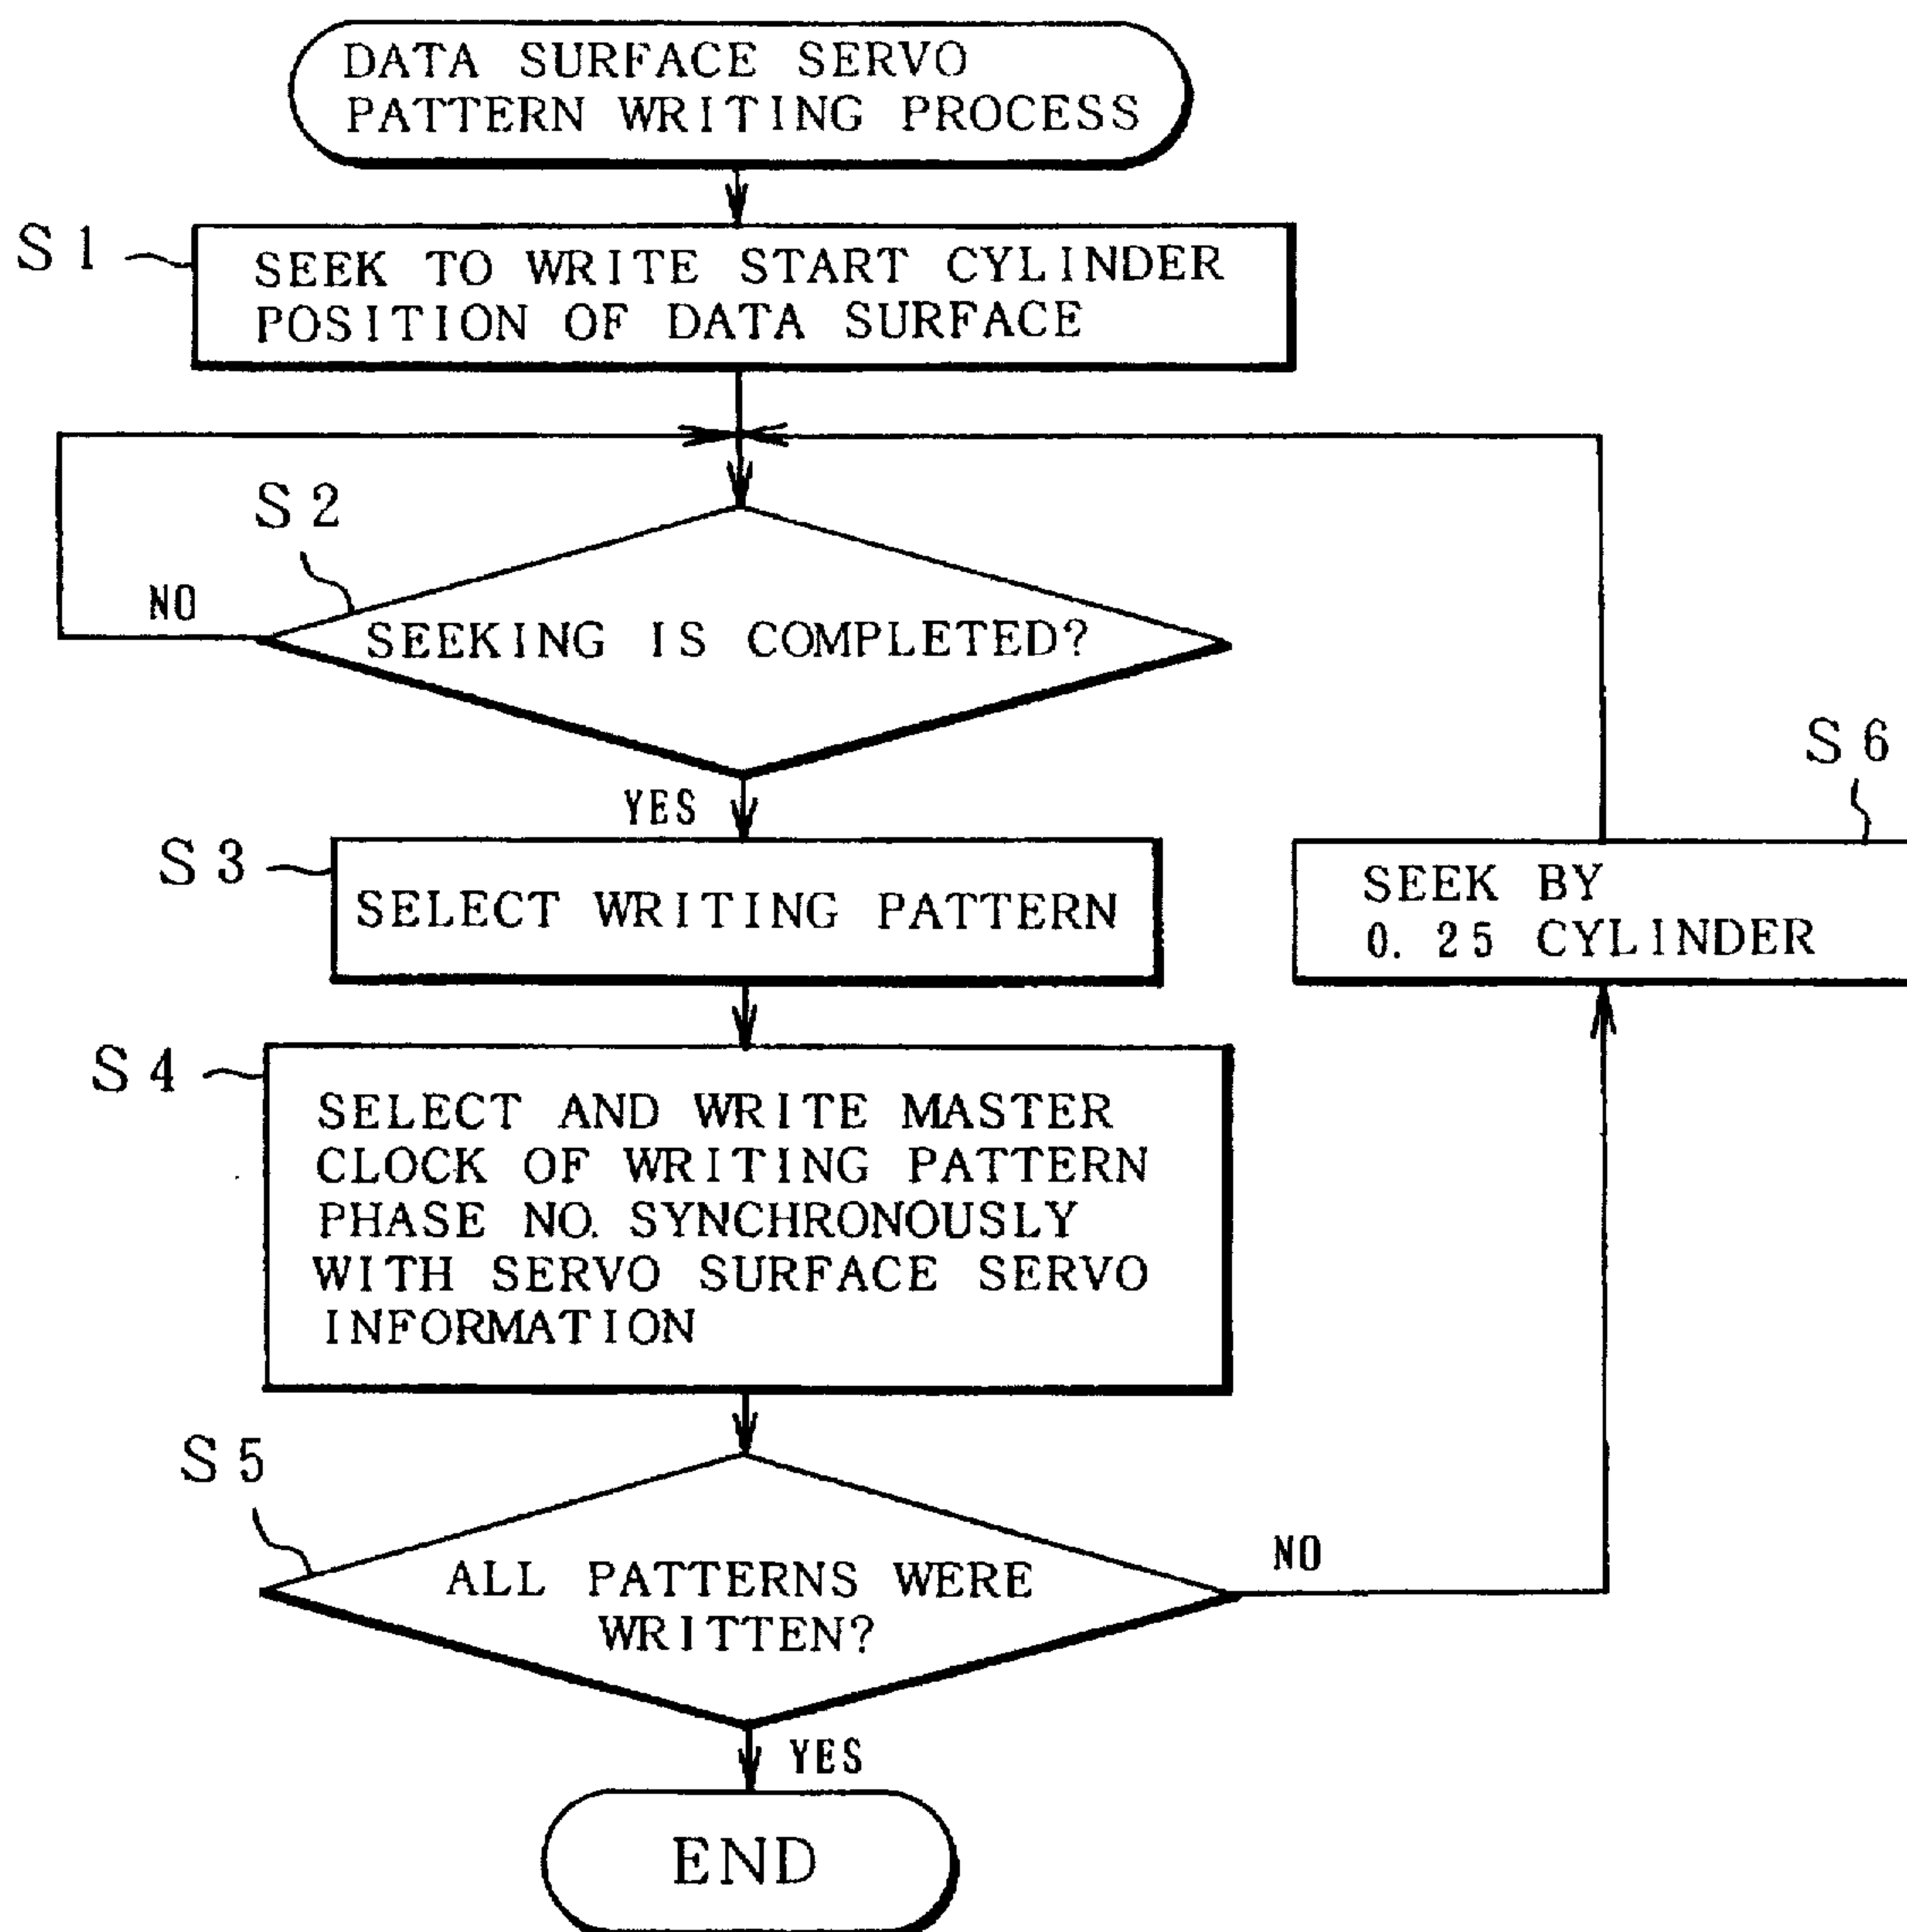 DATA SURFACE SERVO
PATTERN WRITING PROCESS
S1
SEEK TO WRITE START CYLINDER
POSITION OF DATA SURFACE
S2
NO
SEEKING IS COMPLETED?
YES
S3
SELECT WRITING PATTERN
S6
SEEK BY
0.25 CYLINDER
S4
SELECT AND WRITE MASTER
CLOCK OF WRITING PATTERN
PHASE NO. SYNCHRONOUSLY
WITH SERVO SURFACE SERVO
INFORMATION
S5
ALL PATTERNS WERE
WRITTEN?
NO
YES
END